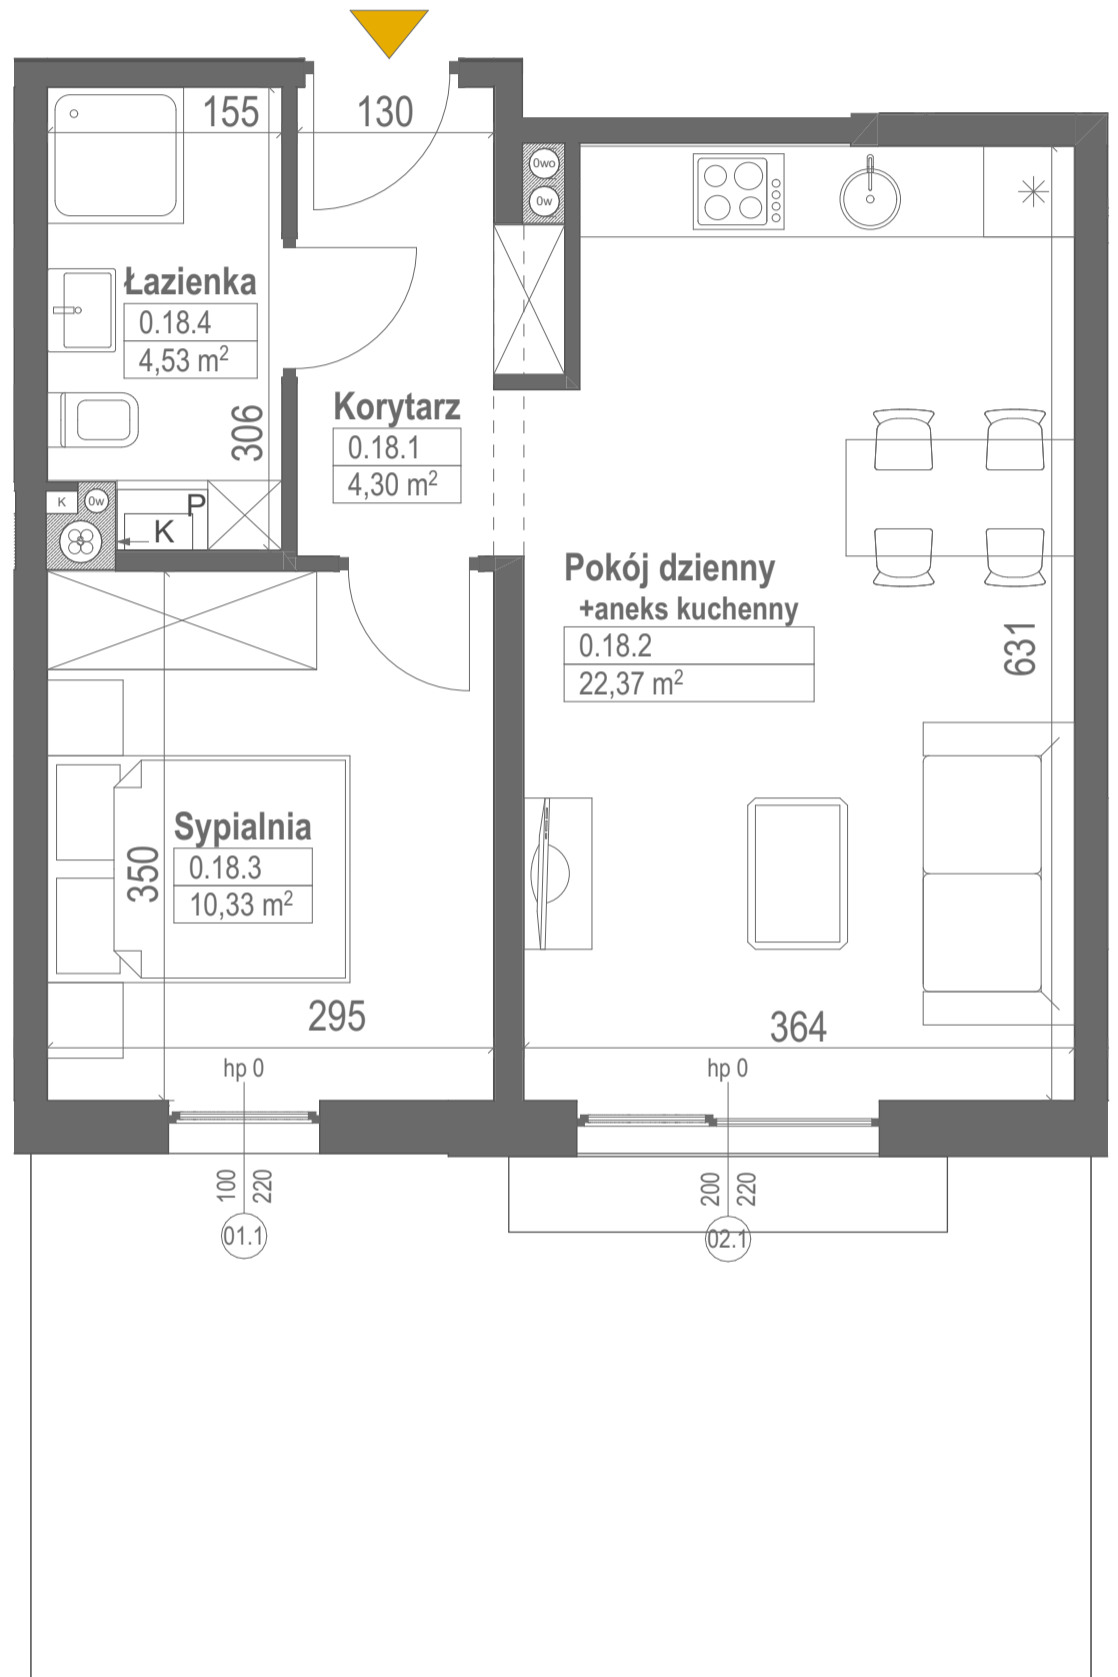 155
130
0wo
0w
Łazienka
0.18.4
4,53 m²
306
Korytarz
0.18.1
4,30 m²
K
0w
P
K
Pokój dzienny
+aneks kuchenny
0.18.2
22,37 m²
631
Sypialnia
0.18.3
10,33 m²
350
295
364
hp 0
hp 0
100
220
200
220
01.1
02.1